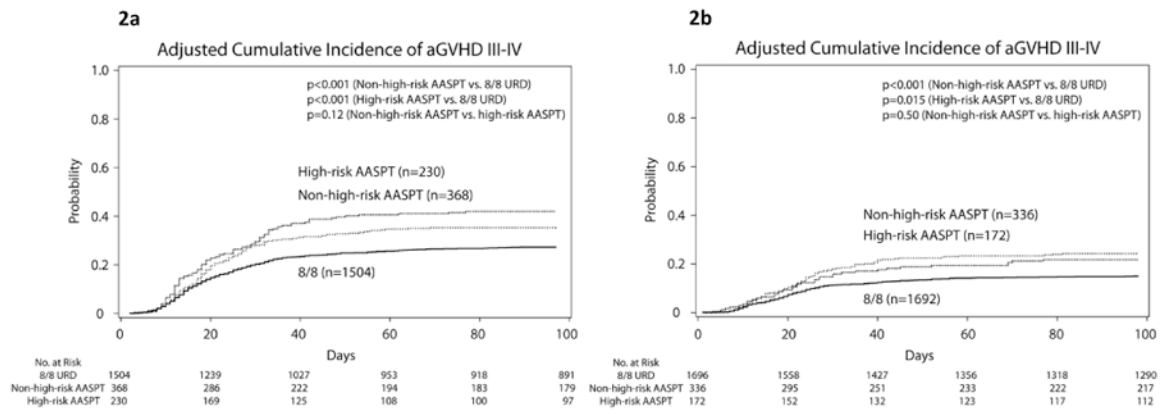 2a
Adjusted Cumulative Incidence of aGVHD III-IV
1.0
0.8
0.6
0.4
0.2
0
Probability
p<0.001 (Non-high-risk AASPT vs. 8/8 URD)
p<0.001 (High-risk AASPT vs. 8/8 URD)
p=0.12 (Non-high-risk AASPT vs. high-risk AASPT)
High-risk AASPT (n=230)
Non-high-risk AASPT (n=368)
8/8 (n=1504)
0 20 40 60 80 100
Days
No. at Risk
8/8 URD 1504 1239 1027 953 918 891
Non-high-risk AASPT 368 286 222 194 183 179
High-risk AASPT 230 169 125 108 100 97
2b
Adjusted Cumulative Incidence of aGVHD III-IV
1.0
0.8
0.6
0.4
0.2
0
Probability
p<0.001 (Non-high-risk AASPT vs. 8/8 URD)
p=0.015 (High-risk AASPT vs. 8/8 URD)
p=0.50 (Non-high-risk AASPT vs. high-risk AASPT)
Non-high-risk AASPT (n=336)
High-risk AASPT (n=172)
8/8 (n=1692)
0 20 40 60 80 100
Days
No. at Risk
8/8 URD 1696 1558 1427 1356 1318 1290
Non-high-risk AASPT 336 295 251 233 222 217
High-risk AASPT 172 152 132 123 117 112